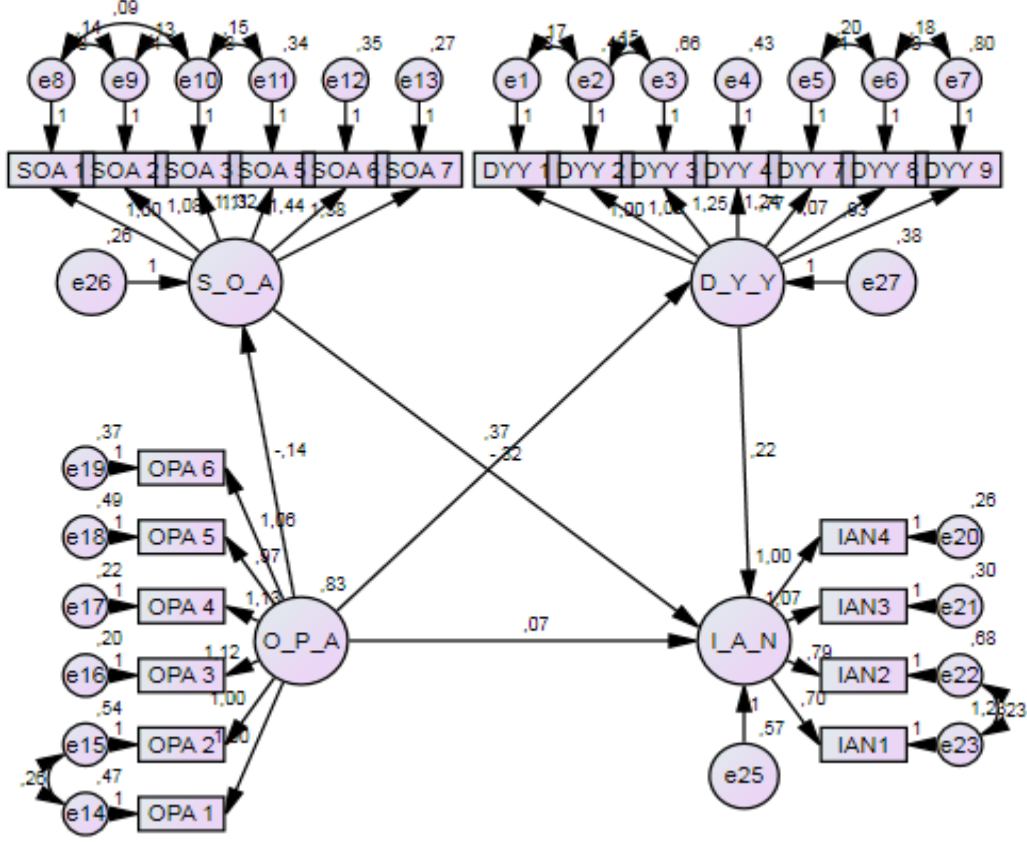 ,09
,14 ,13 ,15 ,34 ,35 ,27 ,17 ,15 ,66 ,43 ,20 ,18 ,80
e8 e9 e10 e11 e12 e13 e1 e2 e3 e4 e5 e6 e7
1 1 1 1 1 1 1 1 1 1 1 1 1
SOA 1 SOA 2 SOA 3 SOA 5 SOA 6 SOA 7 DYY 1 DYY 2 DYY 3 DYY 4 DYY 7 DYY 8 DYY 9
1,00 1,44 1,00 1,25 1,07 ,93
,26 ,38
e26 1 S_O_A D_Y_Y 1 e27
,37
-,32
-,14 ,22
,37
e19 1 OPA 6
,49 1,06
e18 1 OPA 5
,97
,22 ,83
e17 1 OPA 4 1,13
O_P_A ,07 I_A_N
,20 1,12
e16 1 OPA 3
,54 1,00
e15 1 OPA 2
,47
e14 1 OPA 1
,26
IAN4 1 e20
1,00 ,30
1,07 IAN3 1 e21
,68
,79 IAN2 1 e22
,70
IAN1 1 e23
1 ,57
e25